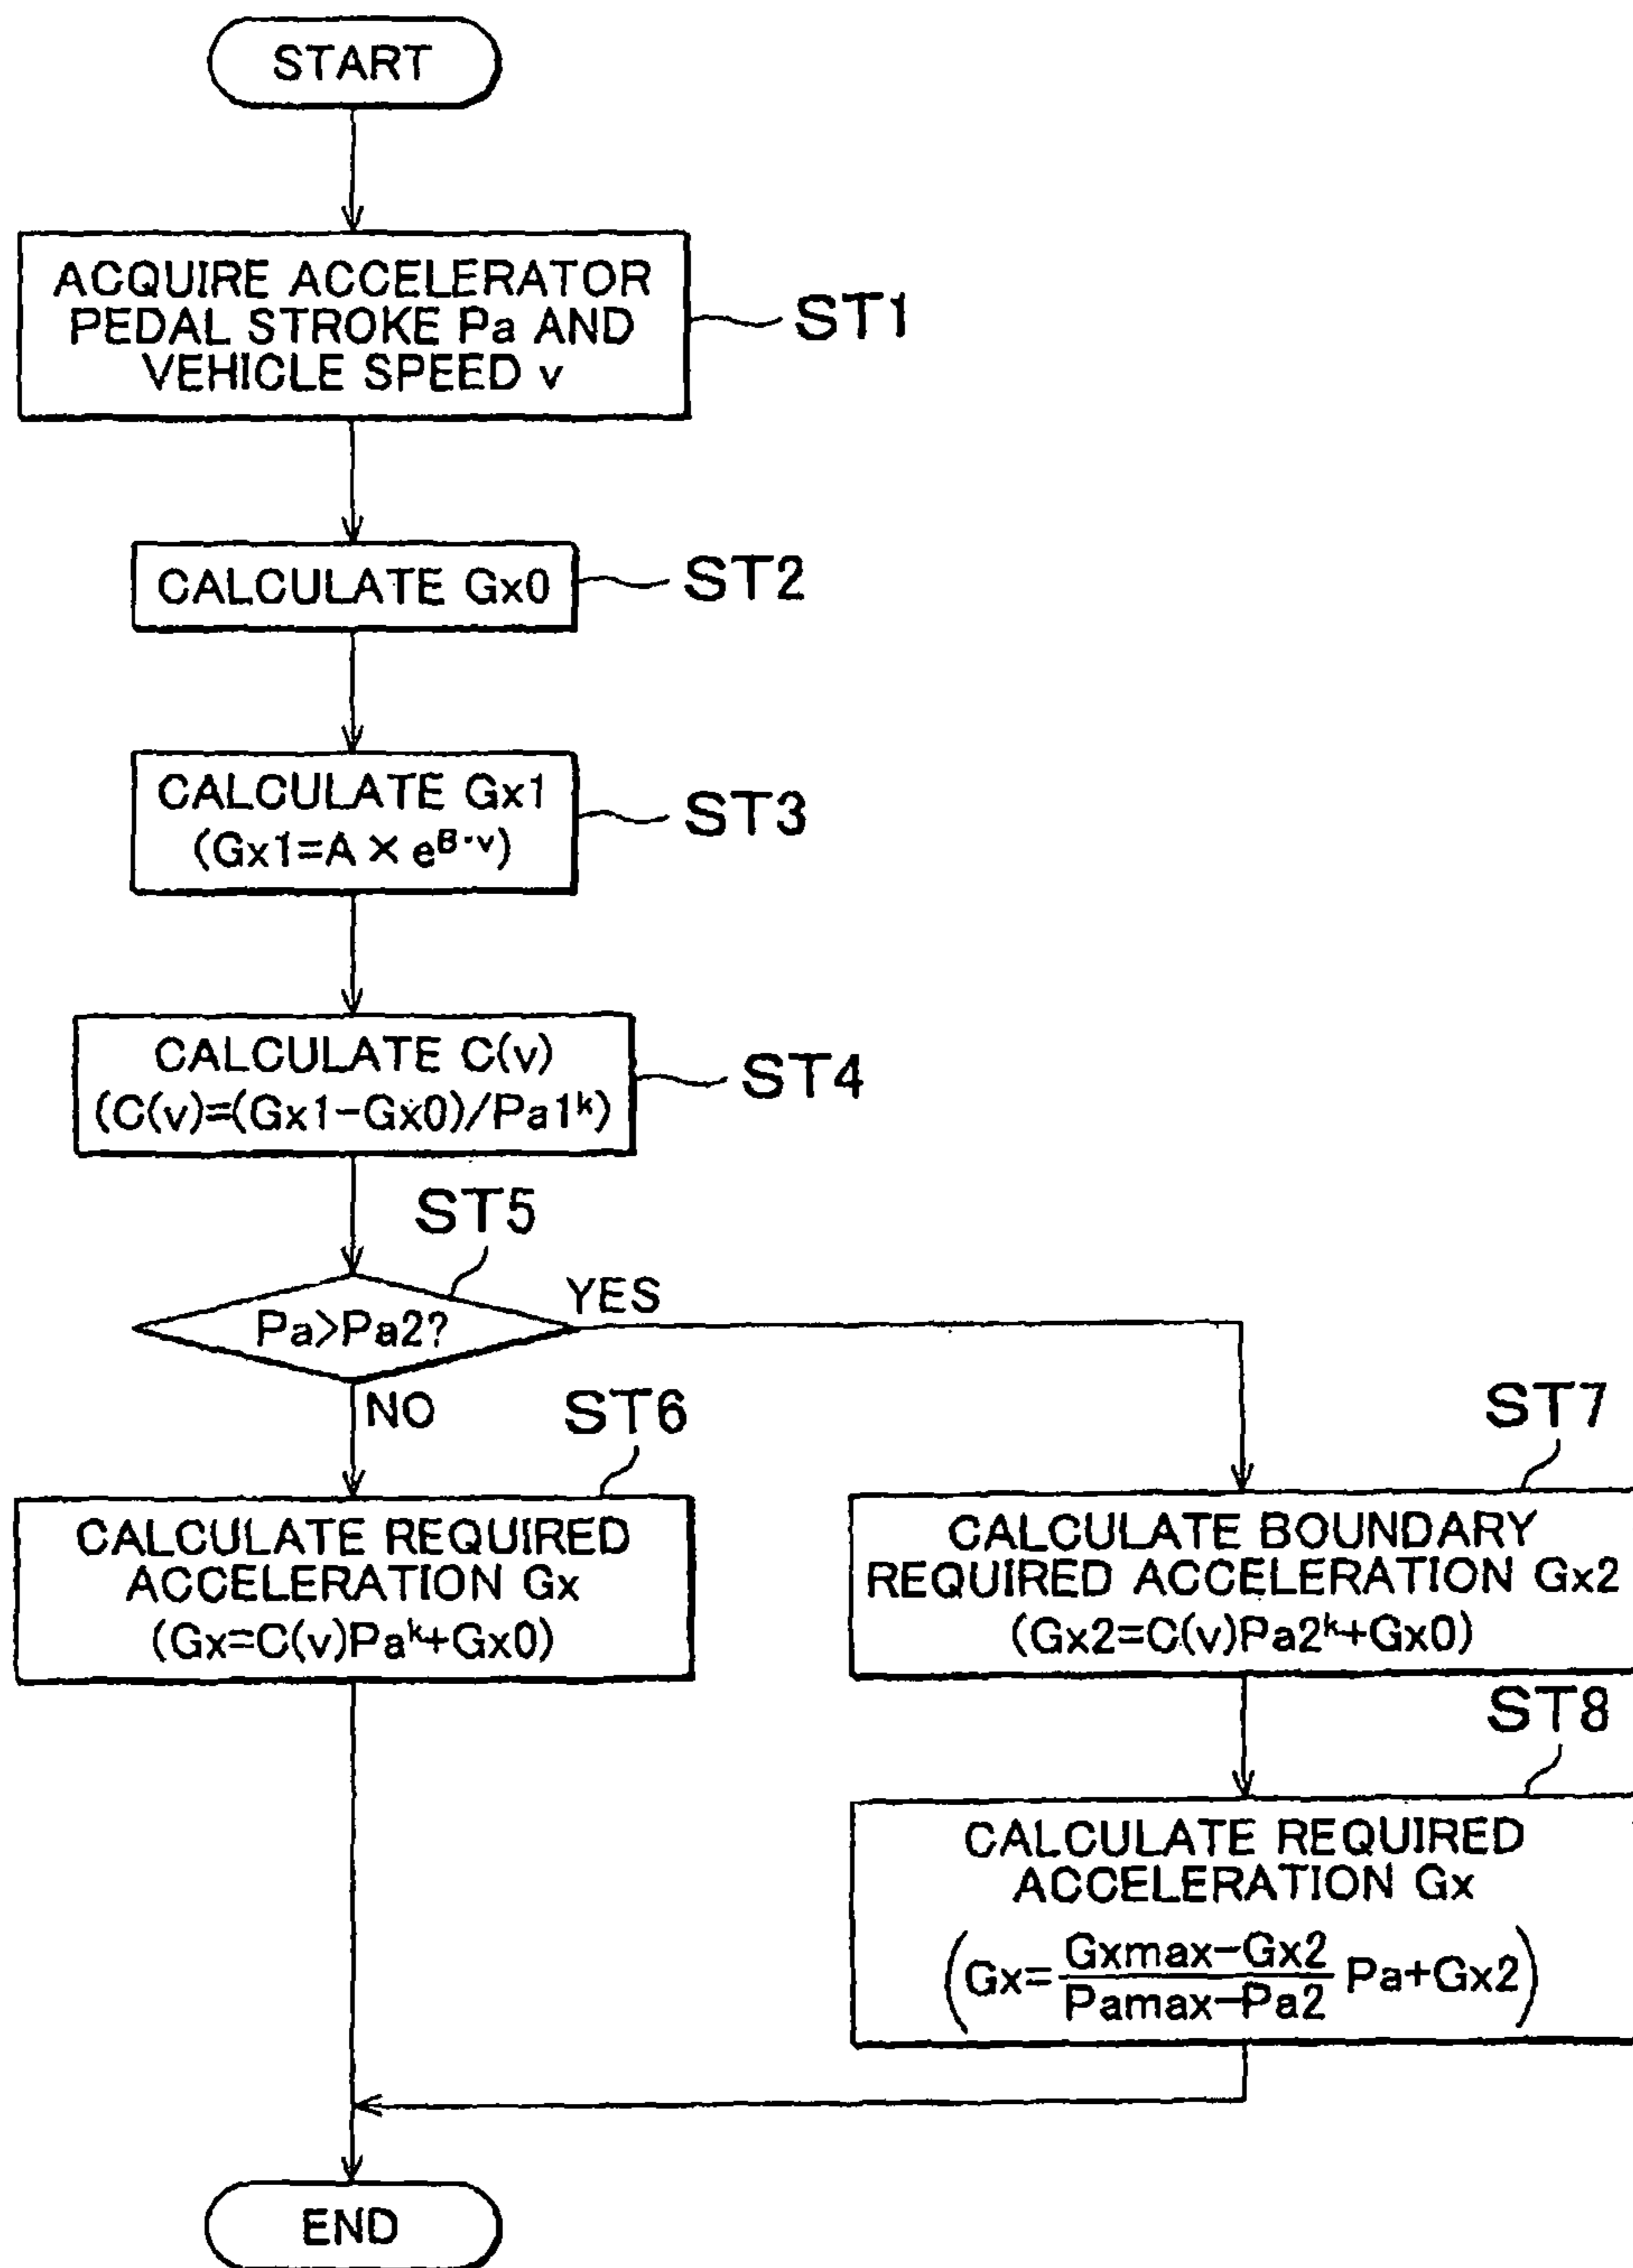 START
ACQUIRE ACCELERATOR
PEDAL STROKE Pa AND
VEHICLE SPEED v
ST1
CALCULATE Gx0
ST2
CALCULATE Gx1
(Gx1=A×e^B·v)
ST3
CALCULATE C(v)
(C(v)=(Gx1-Gx0)/Pa1^k)
ST4
ST5
Pa>Pa2?
YES
NO
ST6
CALCULATE REQUIRED
ACCELERATION Gx
(Gx=C(v)Pa^k+Gx0)
ST7
CALCULATE BOUNDARY
REQUIRED ACCELERATION Gx2
(Gx2=C(v)Pa2^k+Gx0)
ST8
CALCULATE REQUIRED
ACCELERATION Gx
(Gx=(Gxmax-Gx2)/(Pamax-Pa2) Pa+Gx2)
END